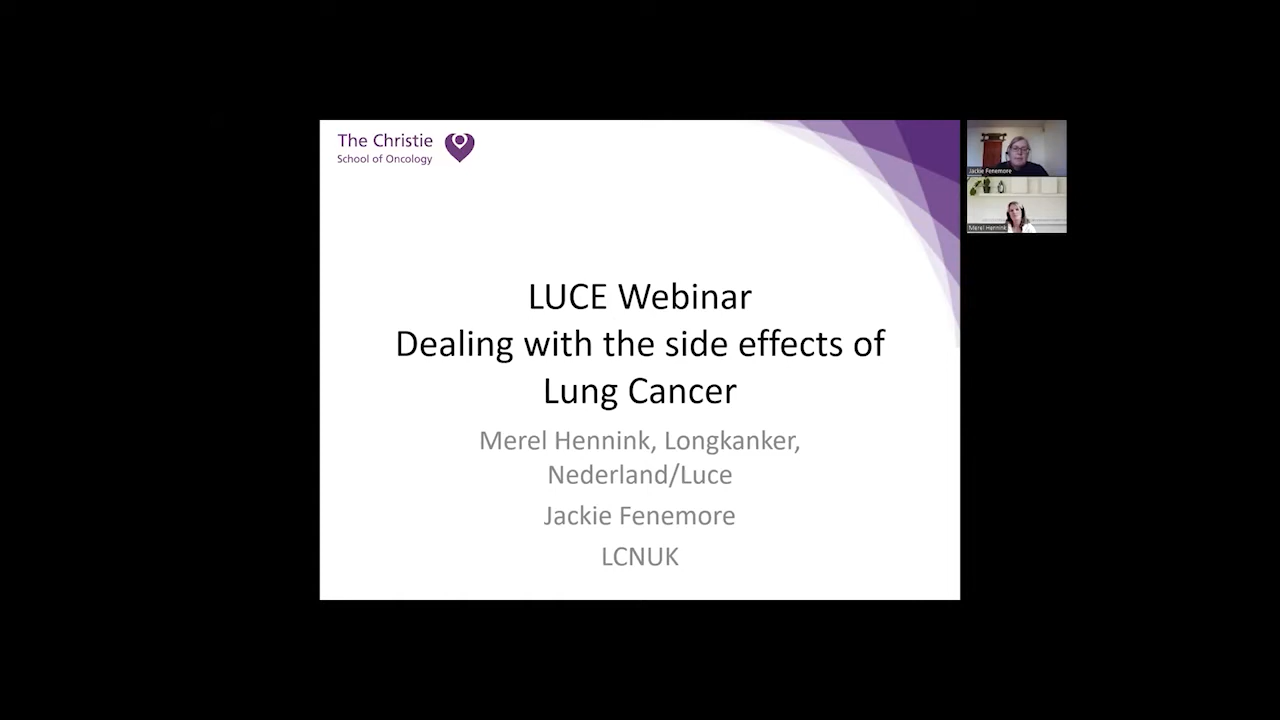 The Christie
School of Oncology
LUCE Webinar
Dealing with the side effects of
Lung Cancer
Merel Hennink, Longkanker,
Nederland/Luce
Jackie Fenemore
LCNUK
Jackie Fenemore
Merel Hennink